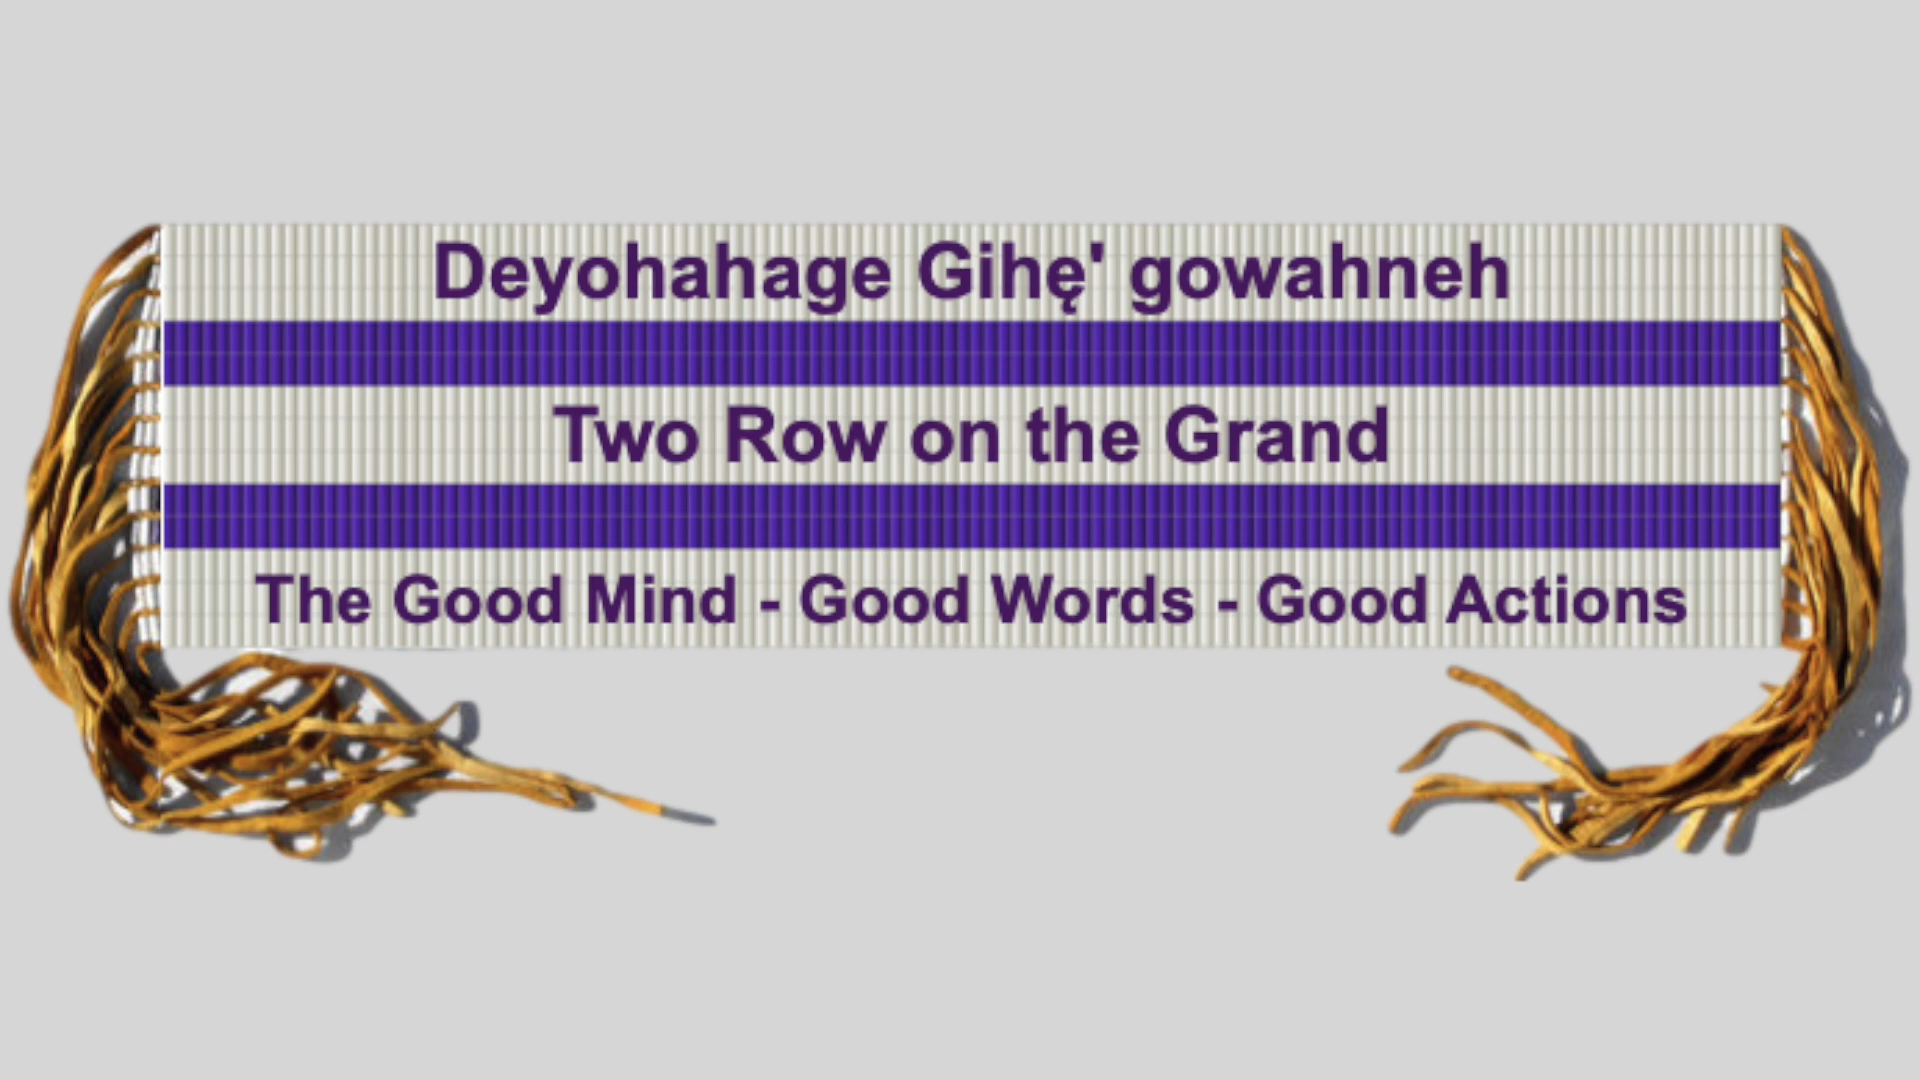 Deyohahage Gihę' gowahneh
Two Row on the Grand
The Good Mind - Good Words - Good Actions